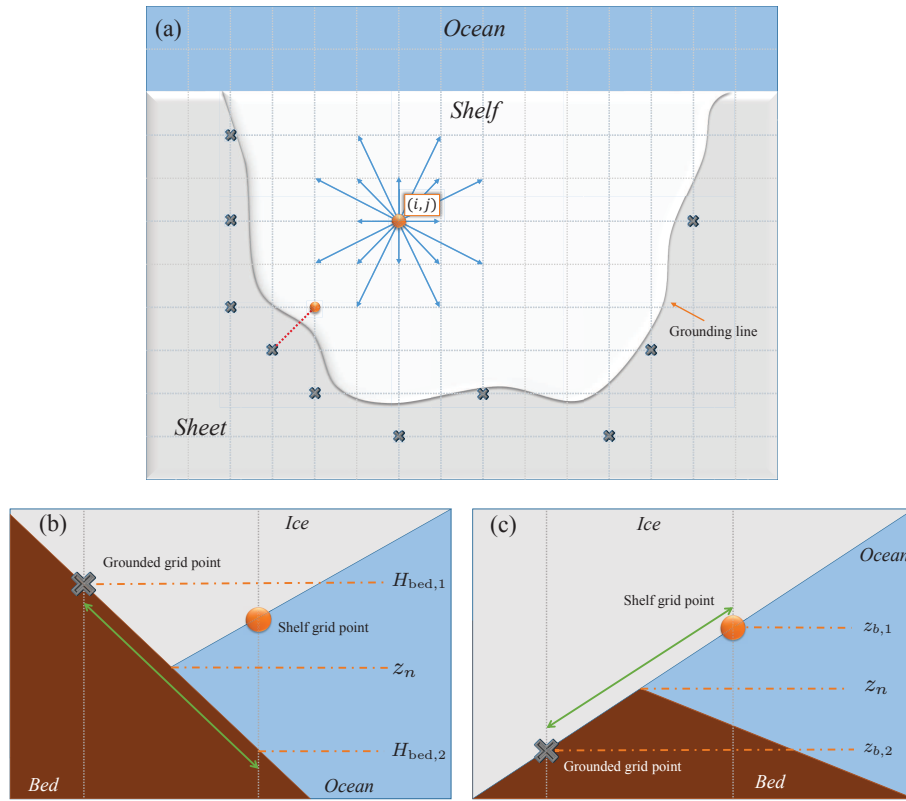 (a)
Ocean
Shelf
(i,j)
Grounding line
Sheet
(b)
Ice
Grounded grid point
H_bed,1
Shelf grid point
z_n
H_bed,2
Bed
Ocean
(c)
Ice
Ocean
Shelf grid point
z_b,1
z_n
z_b,2
Grounded grid point
Bed